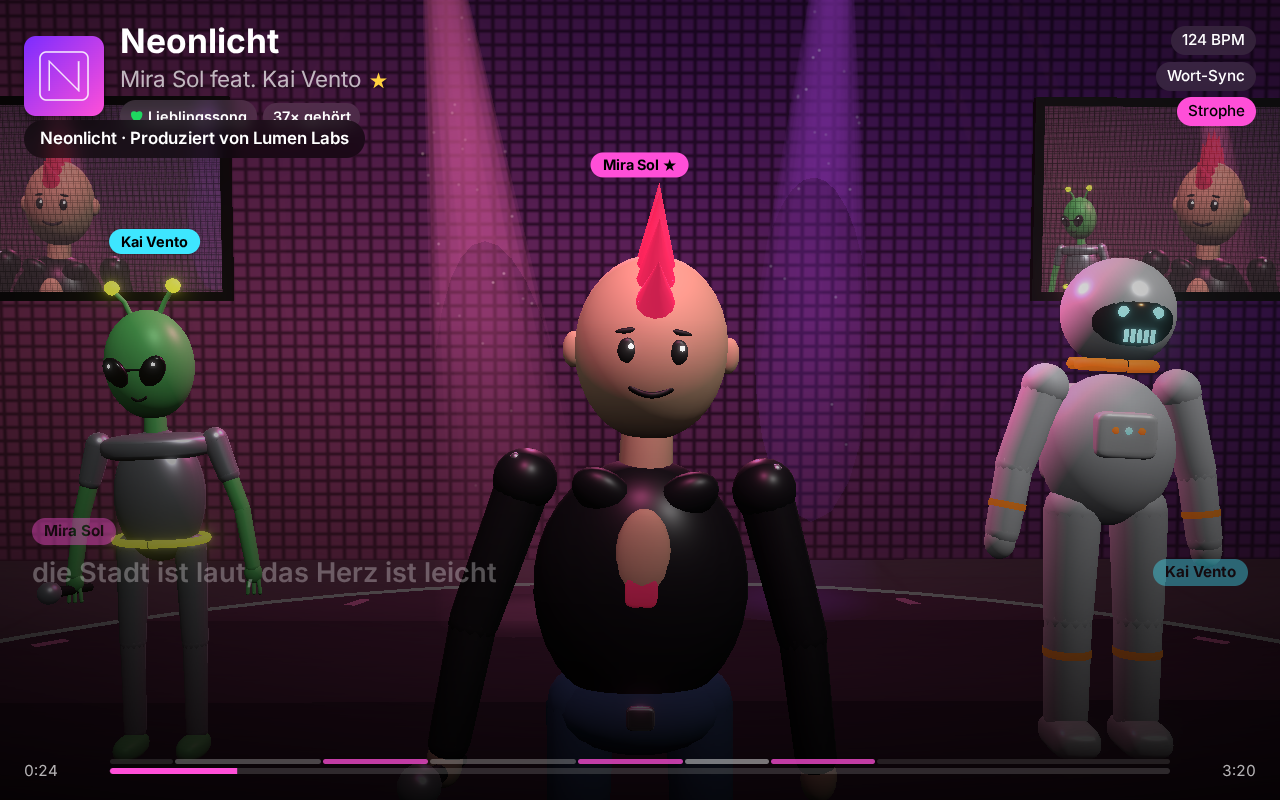 Neonlicht
Mira Sol feat. Kai Vento ★
Lieblingssong
37× gehört
Neonlicht · Produziert von Lumen Labs
124 BPM
Wort-Sync
Strophe
Mira Sol ★
Kai Vento
Mira Sol
die Stadt ist laut, das Herz ist leicht
Kai Vento
0:24
3:20